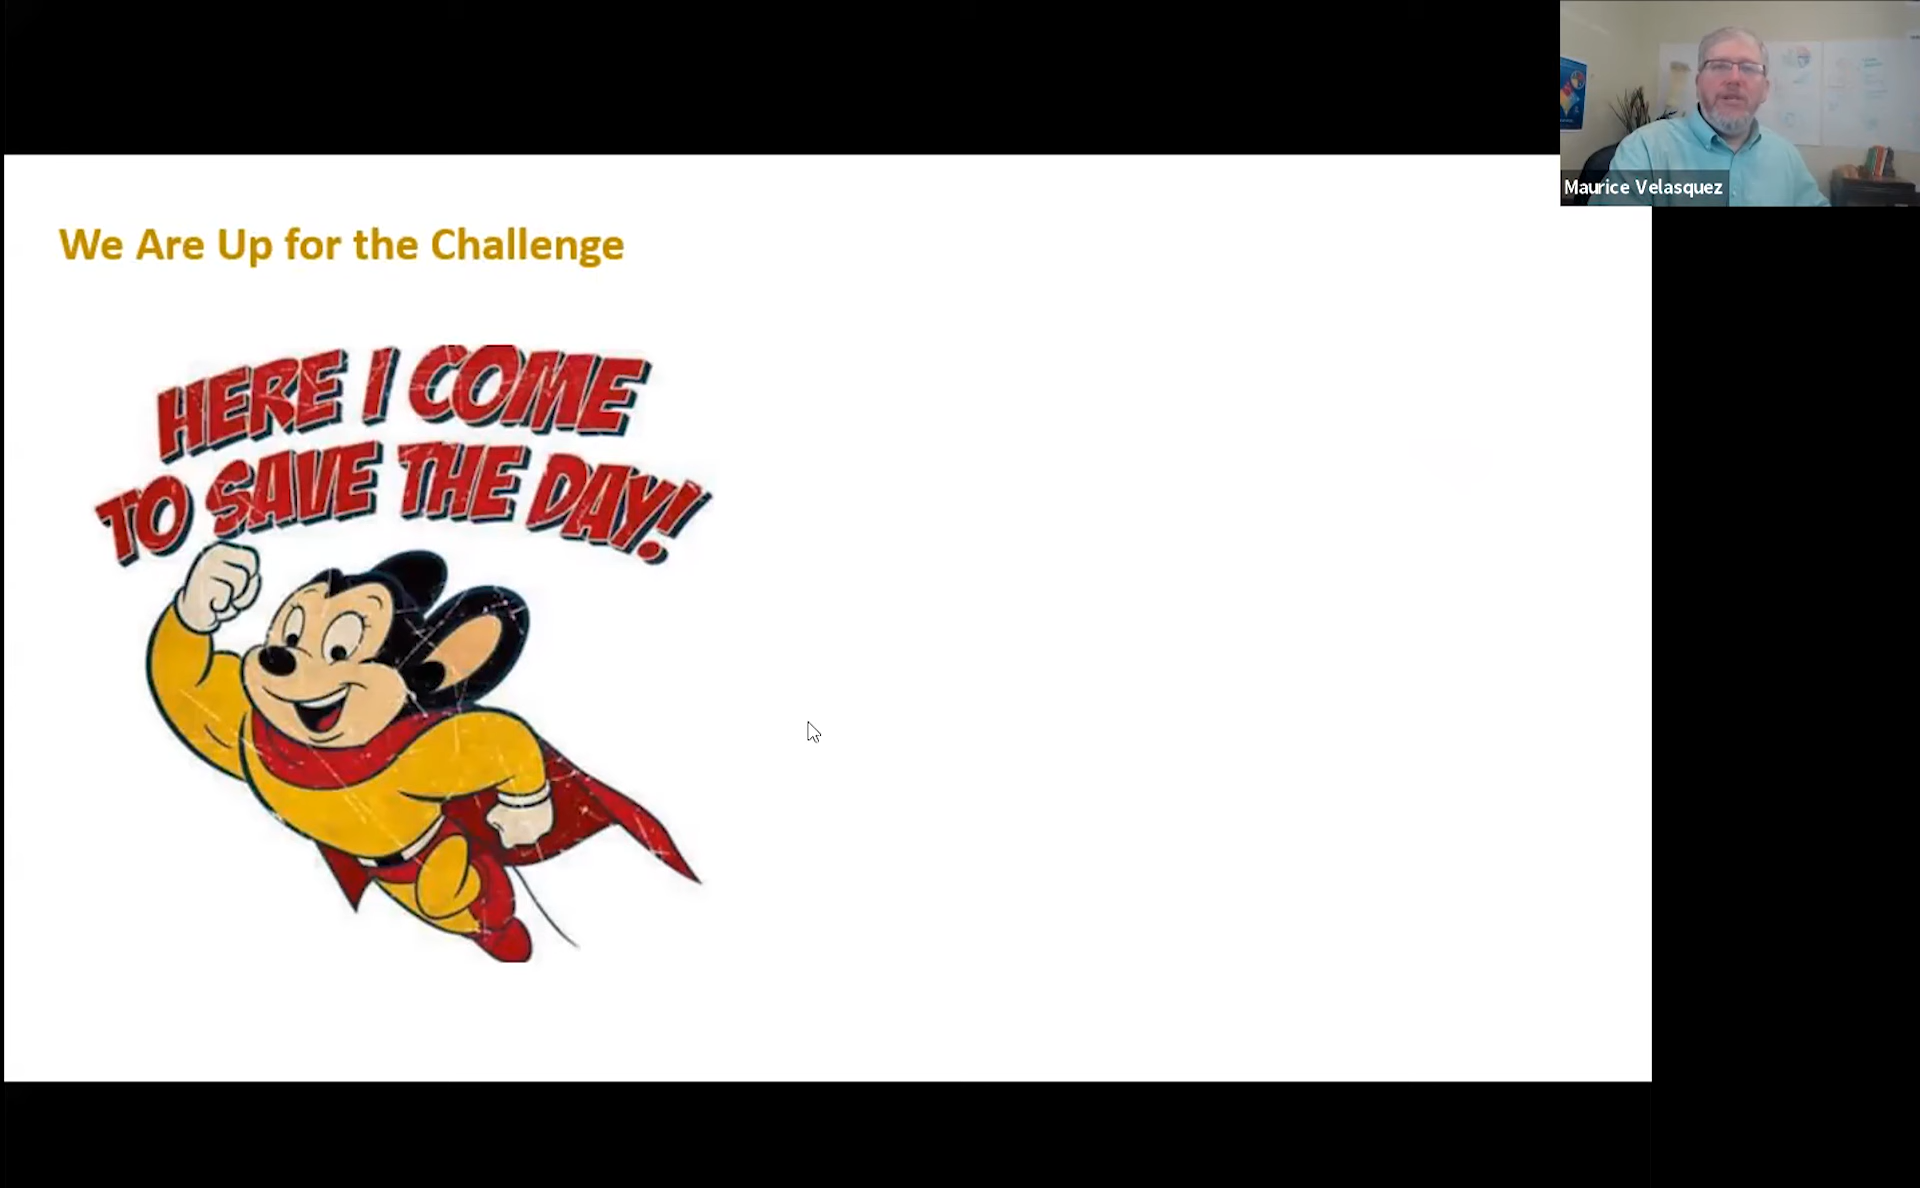 Maurice Velasquez
We Are Up for the Challenge
HERE I COME
TO SAVE THE DAY!